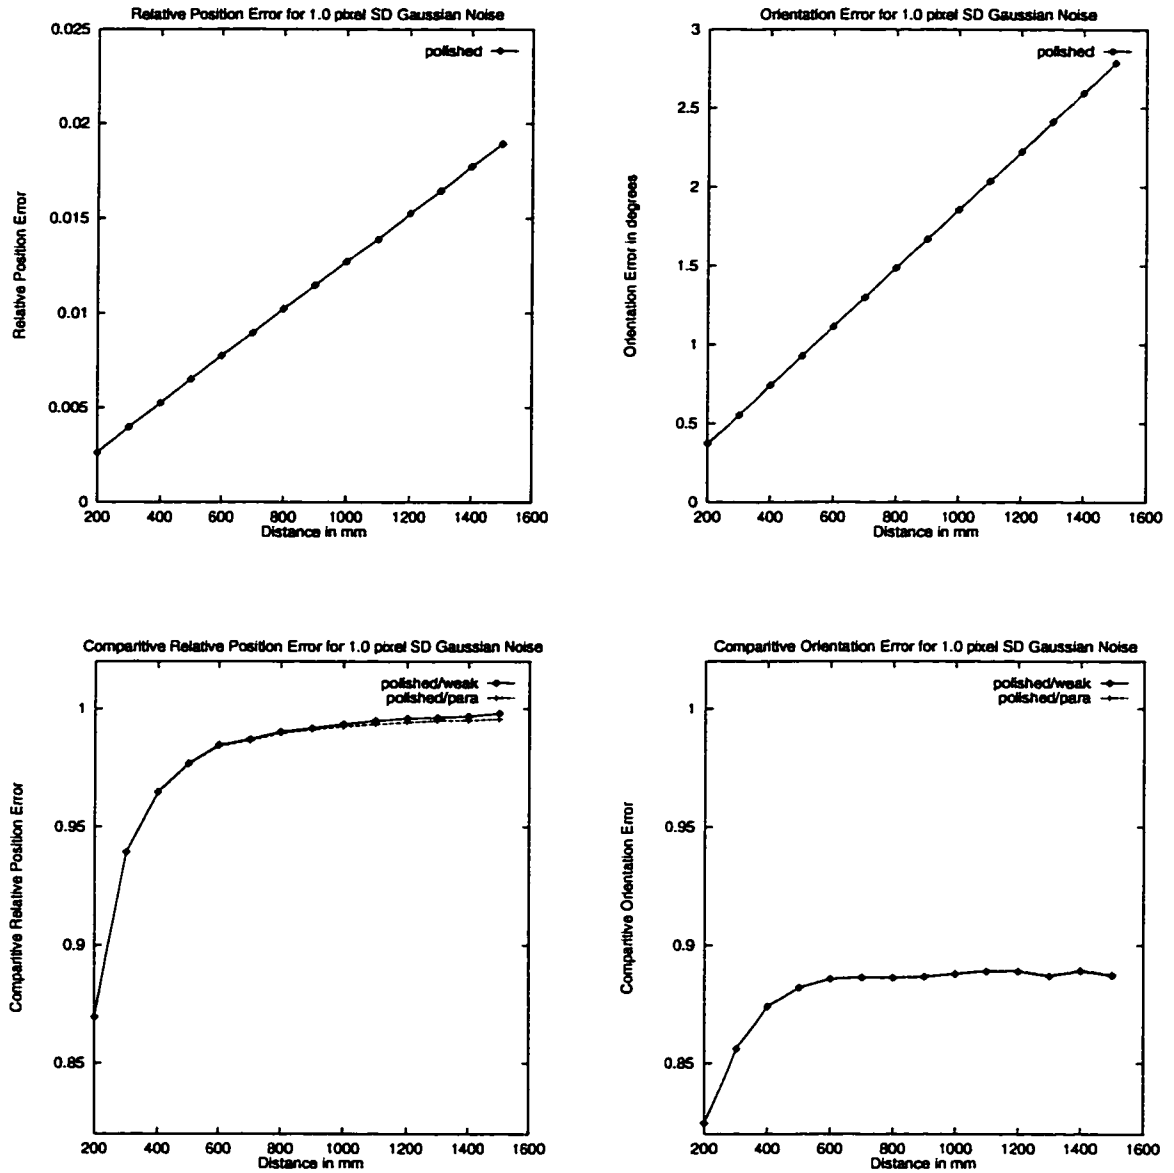 Relative Position Error for 1.0 pixel SD Gaussian Noise
polished
0.025
0.02
0.015
0.01
0.005
0
Relative Position Error
200 400 600 800 1000 1200 1400 1600
Distance in mm
Orientation Error for 1.0 pixel SD Gaussian Noise
polished
3
2.5
2
1.5
1
0.5
0
Orientation Error in degrees
200 400 600 800 1000 1200 1400 1600
Distance in mm
Comparitive Relative Position Error for 1.0 pixel SD Gaussian Noise
polished/weak
polished/para
1
0.95
0.9
0.85
Comparitive Relative Position Error
200 400 600 800 1000 1200 1400 1600
Distance in mm
Comparitive Orientation Error for 1.0 pixel SD Gaussian Noise
polished/weak
polished/para
1
0.95
0.9
0.85
Comparitive Orientation Error
200 400 600 800 1000 1200 1400 1600
Distance in mm